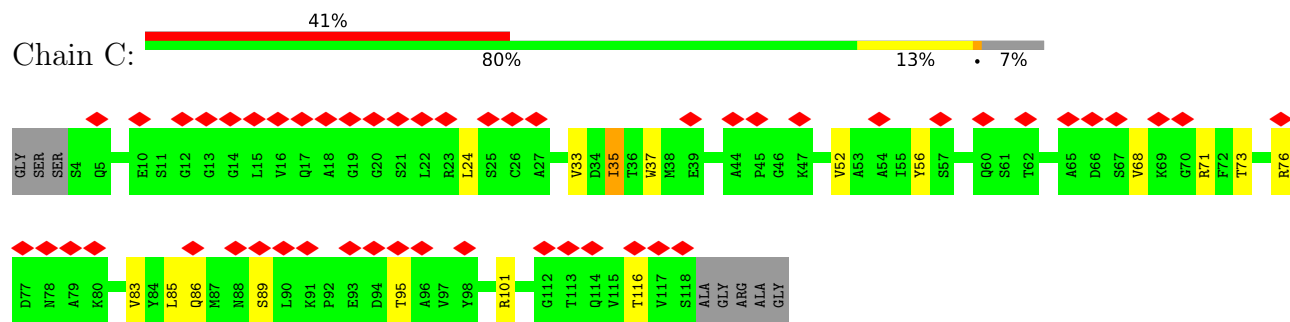 41%
Chain C:
80% 13% • 7%
GLY SER SER S4 Q5 E10 S11 G12 G13 G14 L15 V16 Q17 A18 G19 G20 S21 L22 R23 L24 S25 C26 A27 V33 D34 I35 T36 W37 M38 E39 A44 P45 G46 K47 V52 A53 A54 I55 Y56 S57 Q60 S61 T62 A65 D66 S67 V68 K69 G70 R71 F72 T73 R76
D77 N78 A79 K80 V83 Y84 L85 Q86 M87 N88 S89 L90 K91 P92 E93 D94 T95 A96 V97 Y98 R101 G112 T113 Q114 V115 T116 V117 S118 ALA GLY ARG ALA GLY